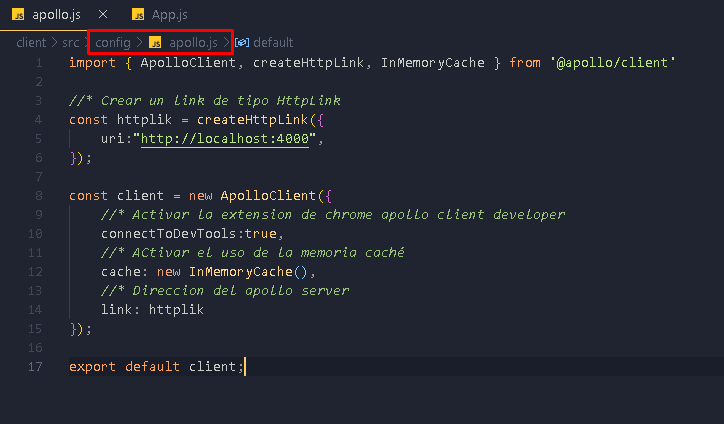 JS apollo.js × JS App.js
client > src > config > JS apollo.js > default
1 import { ApolloClient, createHttpLink, InMemoryCache } from '@apollo/client'
2
3 //* Crear un link de tipo HttpLink
4 const httplik = createHttpLink({
5 uri:"http://localhost:4000",
6 });
7
8 const client = new ApolloClient({
9 //* Activar la extension de chrome apollo client developer
10 connectToDevTools:true,
11 //* ACtivar el uso de la memoria caché
12 cache: new InMemoryCache(),
13 //* Direccion del apollo server
14 link: httplik
15 });
16
17 export default client;